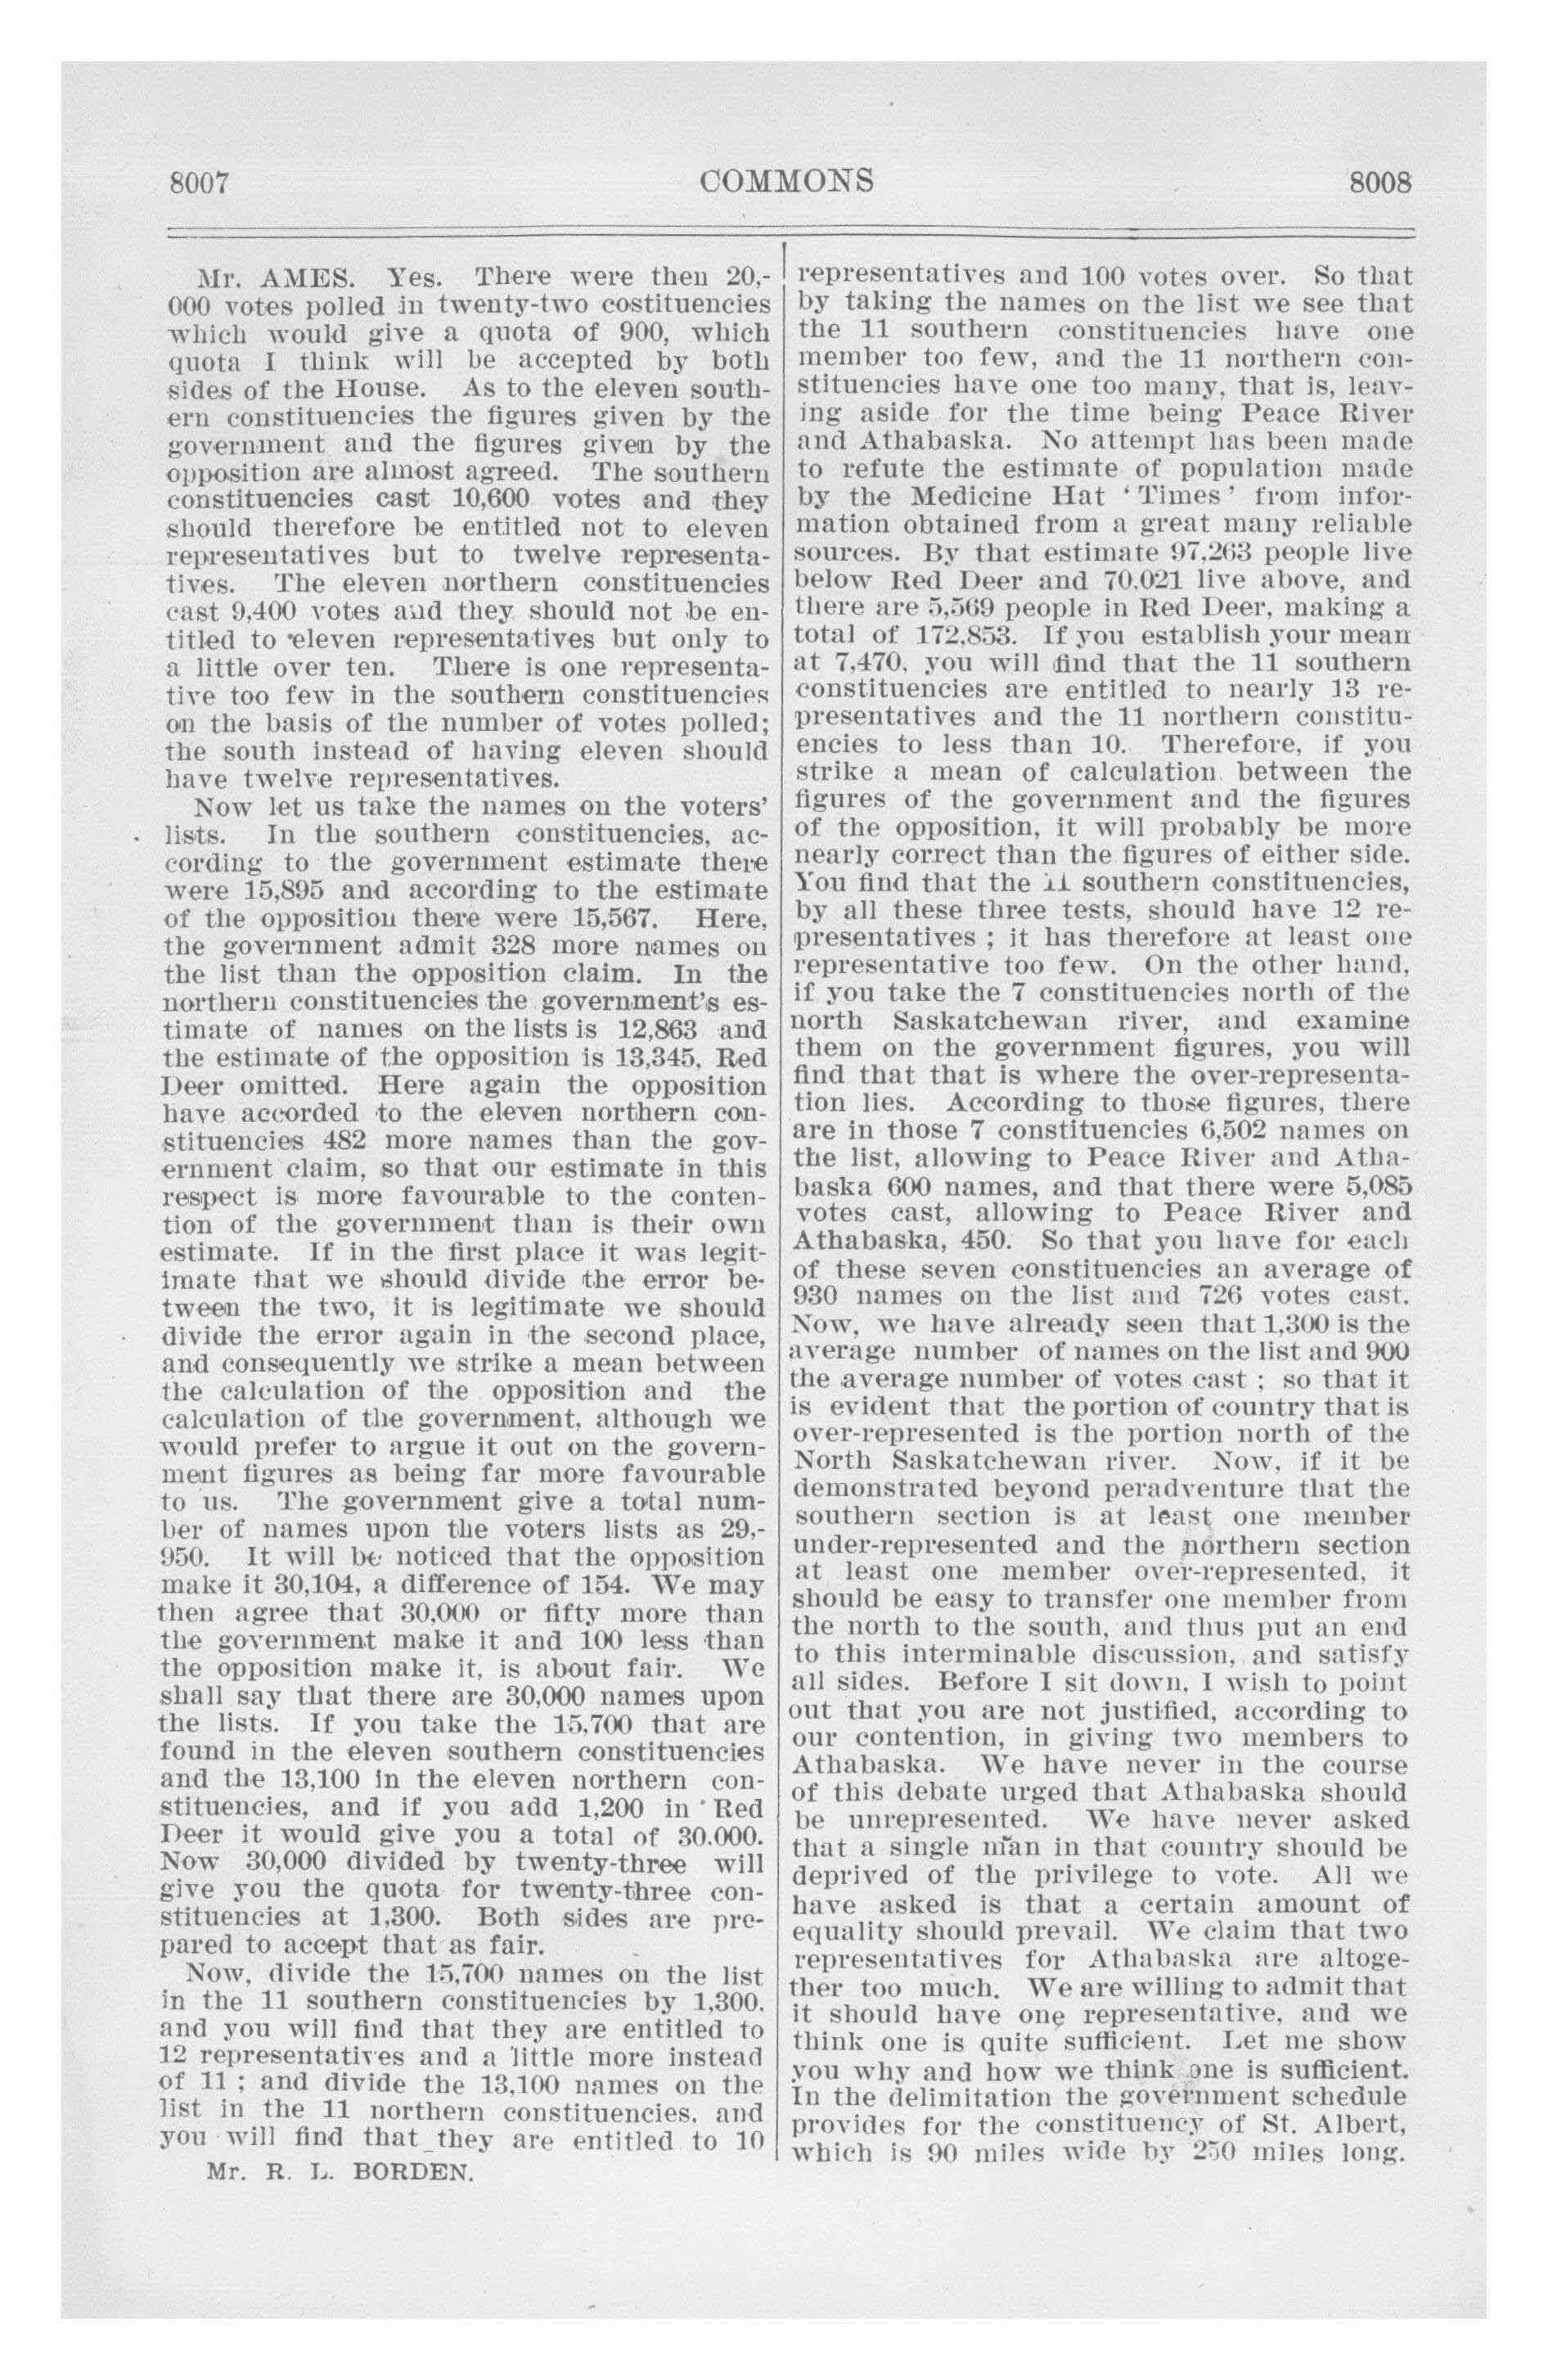 8007 COMMONS 8008
Mr. AMES. Yes. There were then 20,-
000 votes polled in twenty-two costituencies
which would give a quota of 900, which
quota I think will be accepted by both
sides of the House. As to the eleven south-
ern constituencies the figures given by the
government and the figures given by the
opposition are almost agreed. The southern
constituencies cast 10,600 votes and they
should therefore be entitled not to eleven
representatives but to twelve representa-
tives. The eleven northern constituencies
cast 9,400 votes and they should not be en-
titled to eleven representatives but only to
a little over ten. There is one representa-
tive too few in the southern constituencies
on the basis of the number of votes polled;
the south instead of having eleven should
have twelve representatives.
Now let us take the names on the voters'
lists. In the southern constituencies, ac-
cording to the government estimate there
were 15,895 and according to the estimate
of the opposition there were 15,567. Here,
the government admit 328 more names on
the list than the opposition claim. In the
northern constituencies the government's es-
timate of names on the lists is 12,863 and
the estimate of the opposition is 13,345, Red
Deer omitted. Here again the opposition
have accorded to the eleven northern con-
stituencies 482 more names than the gov-
ernment claim, so that our estimate in this
respect is more favourable to the conten-
tion of the government than is their own
estimate. If in the first place it was legit-
imate that we should divide the error be-
tween the two, it is legitimate we should
divide the error again in the second place,
and consequently we strike a mean between
the calculation of the opposition and the
calculation of the government, although we
would prefer to argue it out on the govern-
ment figures as being far more favourable
to us. The government give a total num-
ber of names upon the voters lists as 29,-
950. It will be noticed that the opposition
make it 30,104, a difference of 154. We may
then agree that 30,000 or fifty more than
the government make it and 100 less than
the opposition make it, is about fair. We
shall say that there are 30,000 names upon
the lists. If you take the 15,700 that are
found in the eleven southern constituencies
and the 13,100 in the eleven northern con-
stituencies, and if you add 1,200 in Red
Deer it would give you a total of 30.000.
Now 30,000 divided by twenty-three will
give you the quota for twenty-three con-
stituencies at 1,300. Both sides are pre-
pared to accept that as fair.
Now, divide the 15,700 names on the list
in the 11 southern constituencies by 1,300,
and you will find that they are entitled to
12 representatives and a little more instead
of 11 ; and divide the 13,100 names on the
list in the 11 northern constituencies, and
you will find that they are entitled to 10
Mr. R. L. BORDEN.
representatives and 100 votes over. So that
by taking the names on the list we see that
the 11 southern constituencies have one
member too few, and the 11 northern con-
stituencies have one too many, that is, leav-
ing aside for the time being Peace River
and Athabaska. No attempt has been made
to refute the estimate of population made
by the Medicine Hat 'Times' from infor-
mation obtained from a great many reliable
sources. By that estimate 97,263 people live
below Red Deer and 70,021 live above, and
there are 5,569 people in Red Deer, making a
total of 172,853. If you establish your mean
at 7,470, you will find that the 11 southern
constituencies are entitled to nearly 13 re-
presentatives and the 11 northern constitu-
encies to less than 10. Therefore, if you
strike a mean of calculation between the
figures of the government and the figures
of the opposition, it will probably be more
nearly correct than the figures of either side.
You find that the 11 southern constituencies,
by all these three tests, should have 12 re-
presentatives ; it has therefore at least one
representative too few. On the other hand,
if you take the 7 constituencies north of the
north Saskatchewan river, and examine
them on the government figures, you will
find that that is where the over-representa-
tion lies. According to those figures, there
are in those 7 constituencies 6,502 names on
the list, allowing to Peace River and Atha-
baska 600 names, and that there were 5,085
votes cast, allowing to Peace River and
Athabaska, 450. So that you have for each
of these seven constituencies an average of
930 names on the list and 726 votes cast.
Now, we have already seen that 1,300 is the
average number of names on the list and 900
the average number of votes cast ; so that it
is evident that the portion of country that is
over-represented is the portion north of the
North Saskatchewan river. Now, if it be
demonstrated beyond peradventure that the
southern section is at least one member
under-represented and the northern section
at least one member over-represented, it
should be easy to transfer one member from
the north to the south, and thus put an end
to this interminable discussion, and satisfy
all sides. Before I sit down, I wish to point
out that you are not justified, according to
our contention, in giving two members to
Athabaska. We have never in the course
of this debate urged that Athabaska should
be unrepresented. We have never asked
that a single man in that country should be
deprived of the privilege to vote. All we
have asked is that a certain amount of
equality should prevail. We claim that two
representatives for Athabaska are altoge-
ther too much. We are willing to admit that
it should have one representative, and we
think one is quite sufficient. Let me show
you why and how we think one is sufficient.
In the delimitation the government schedule
provides for the constituency of St. Albert,
which is 90 miles wide by 250 miles long.